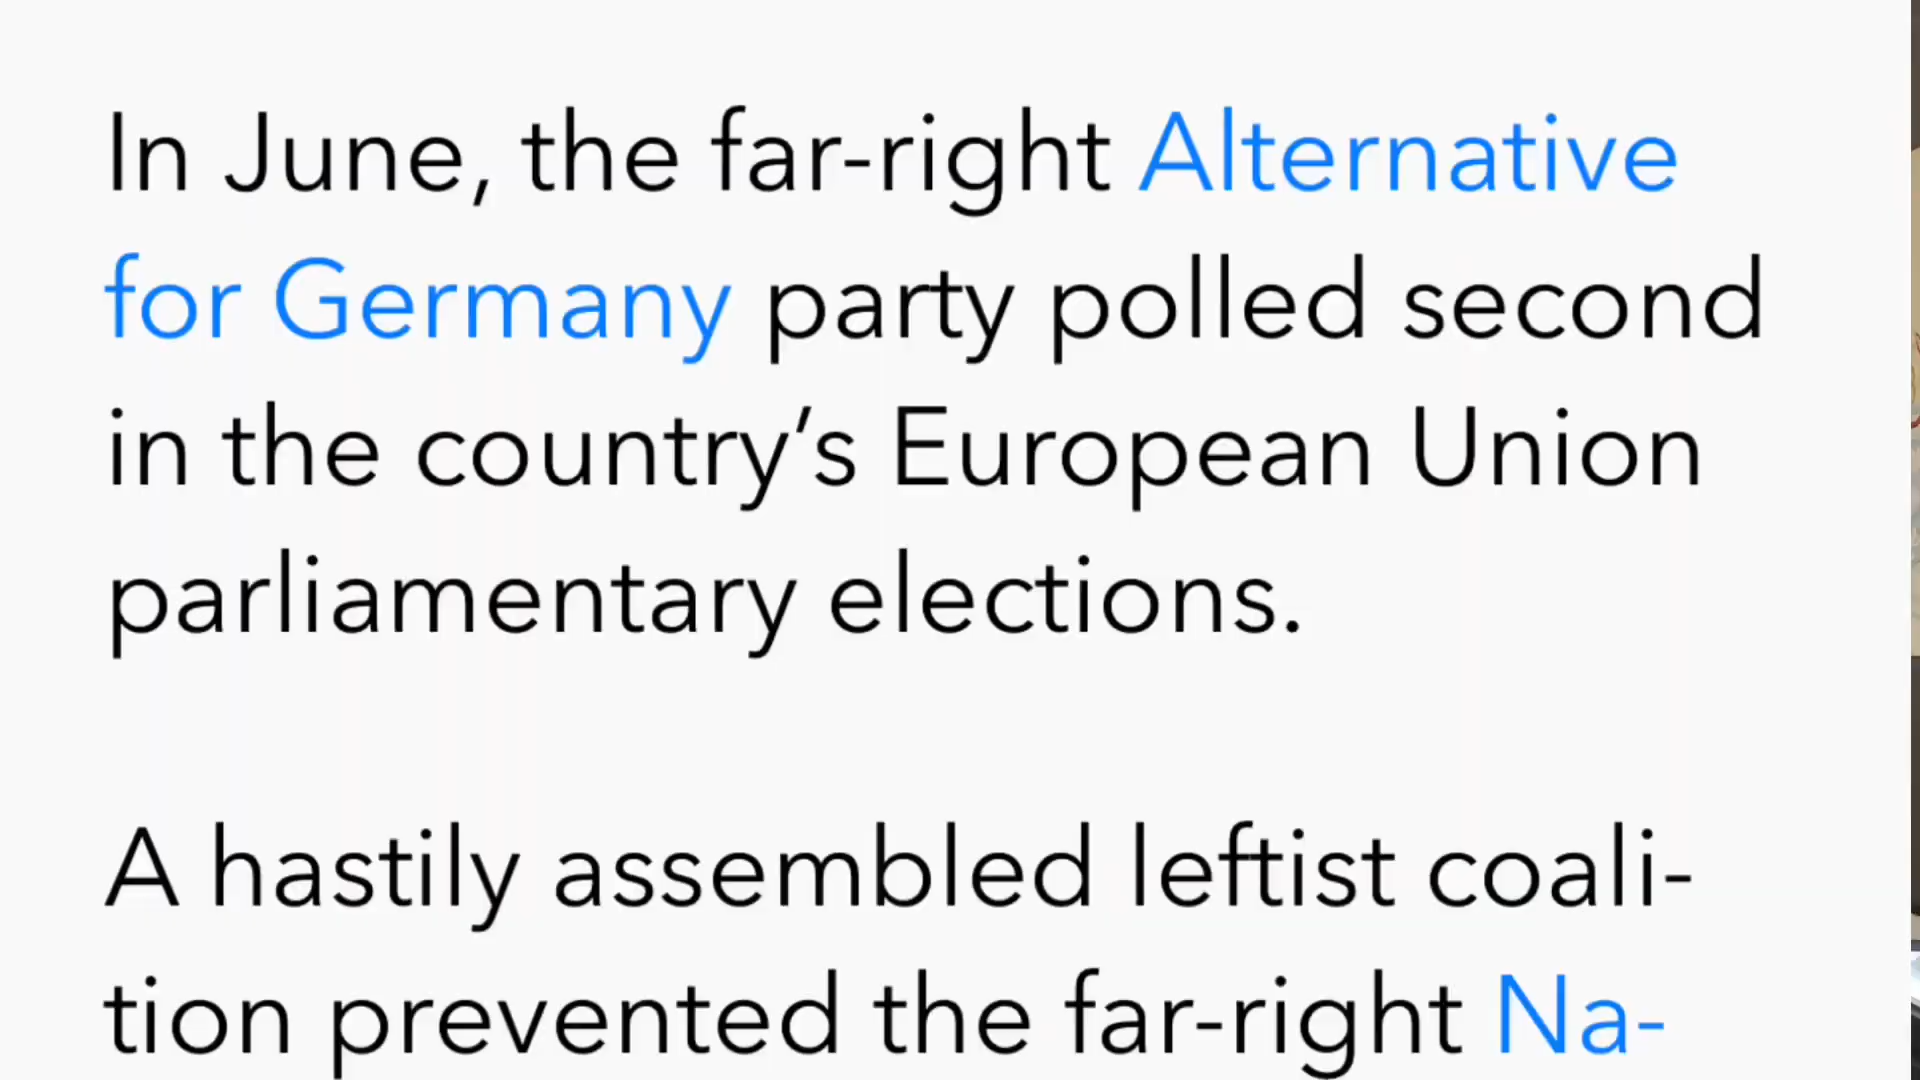 In June, the far-right Alternative
for Germany party polled second
in the country’s European Union
parliamentary elections.
A hastily assembled leftist coali-
tion prevented the far-right Na-